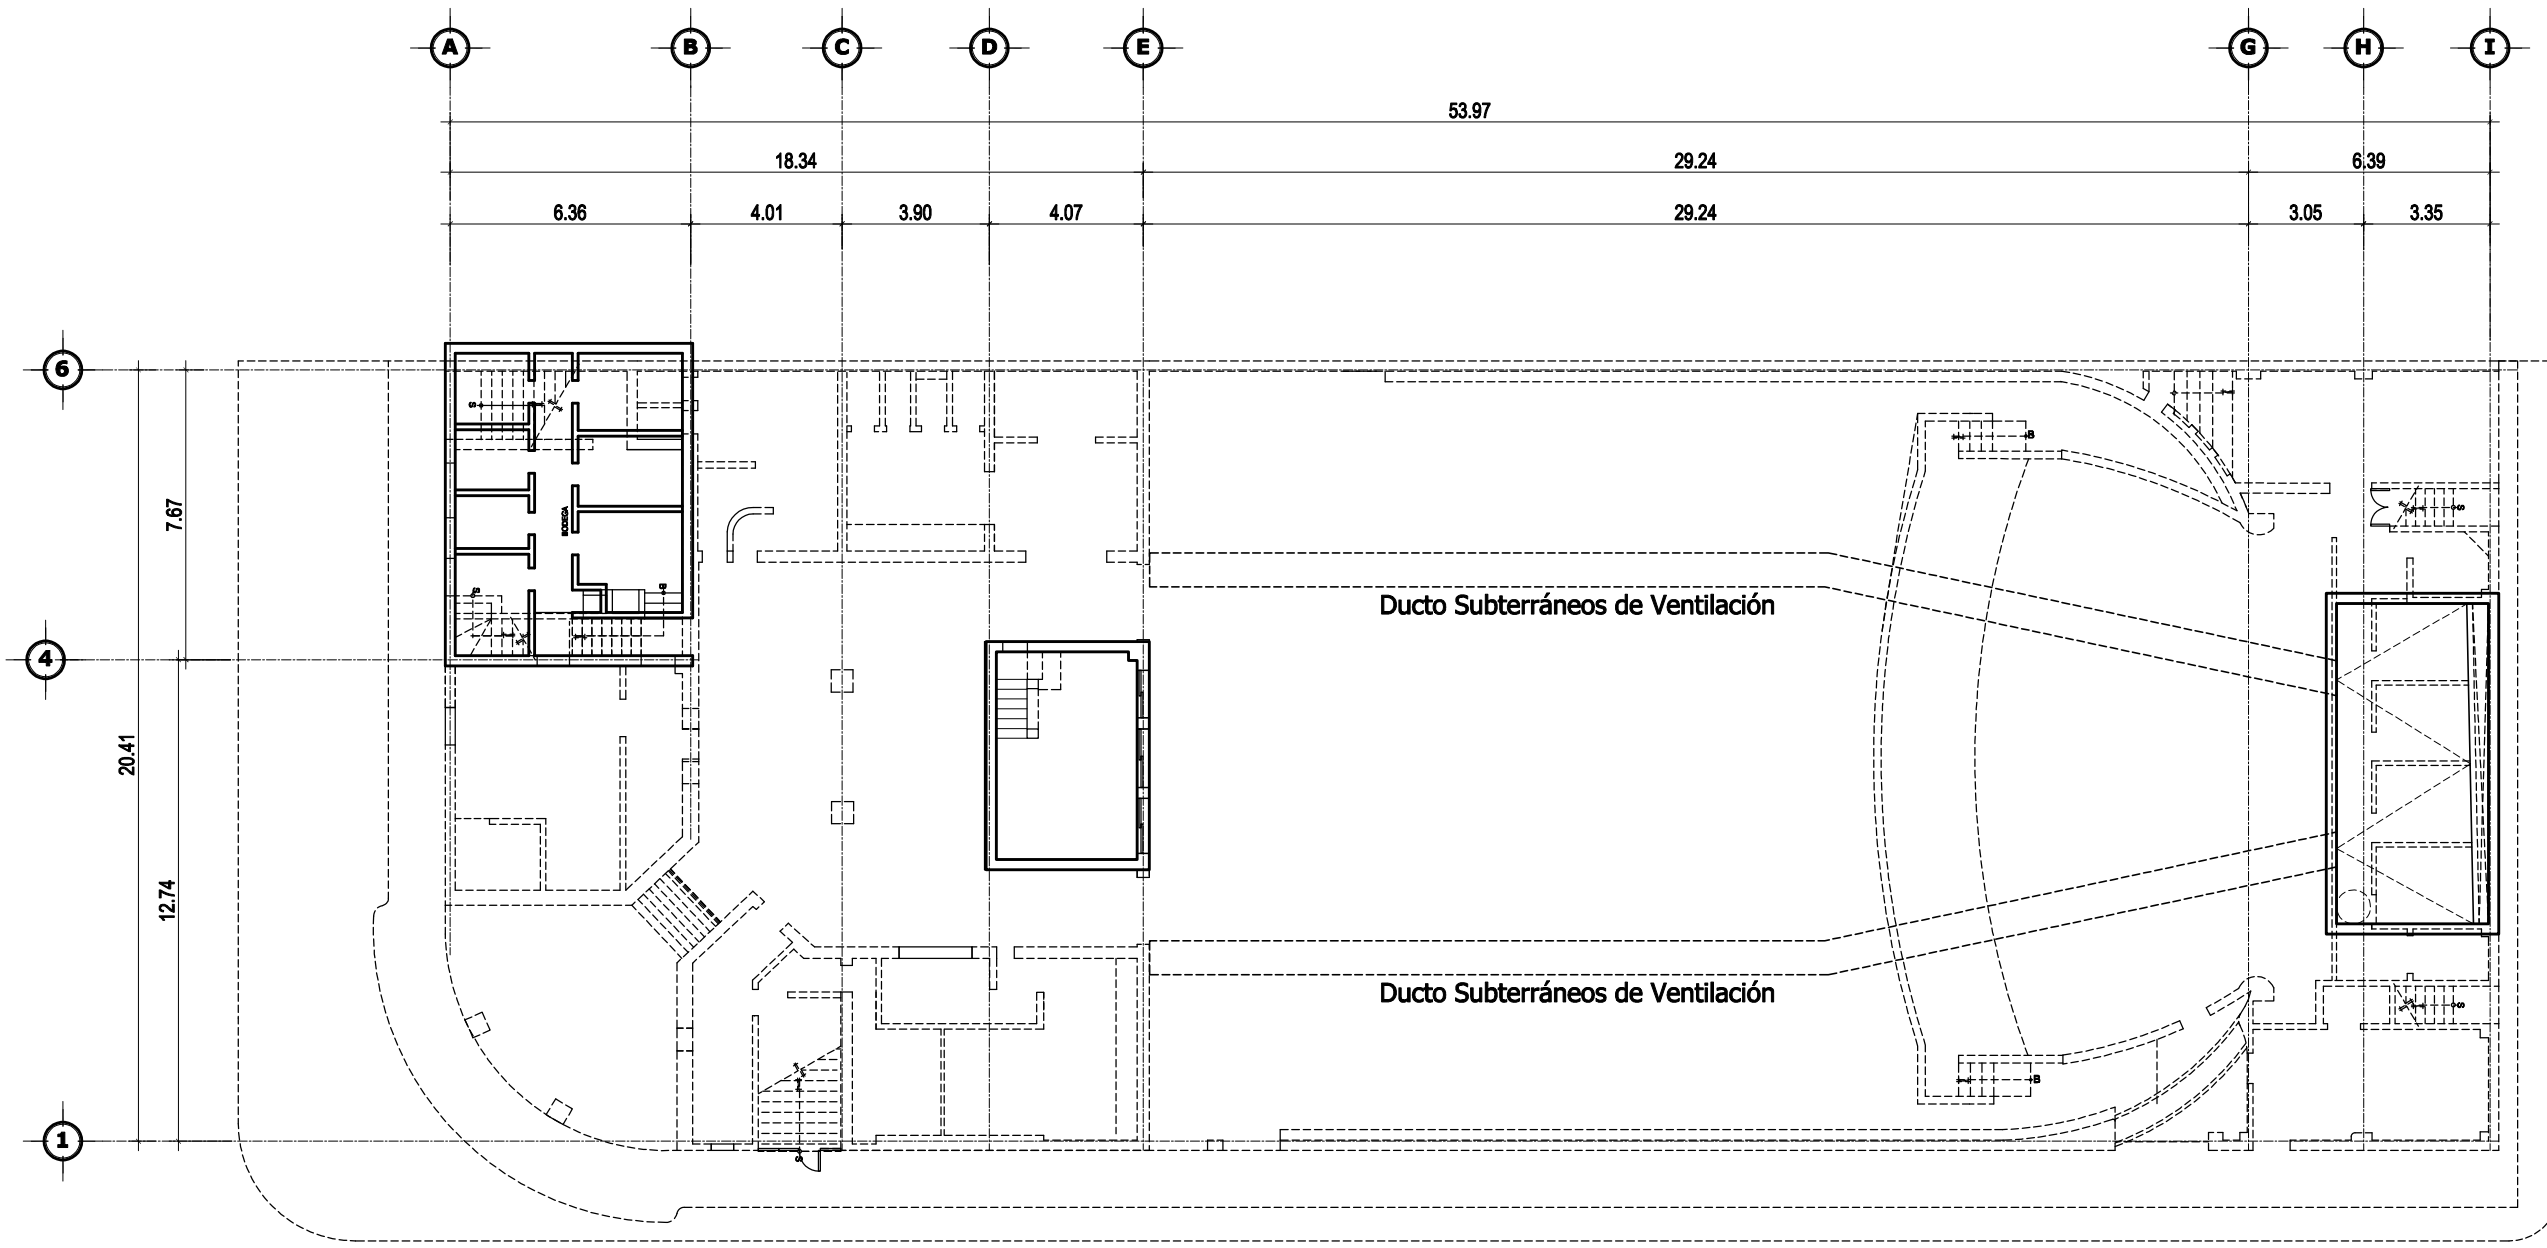 A B C D E G H I
53.97
18.34 29.24 6.39
6.36 4.01 3.90 4.07 29.24 3.05 3.35
6
S
B
7.67
BODEGA
S
B
S
Ducto Subterráneos de Ventilación
4
20.41
12.74
Ducto Subterráneos de Ventilación
S
B
1
S